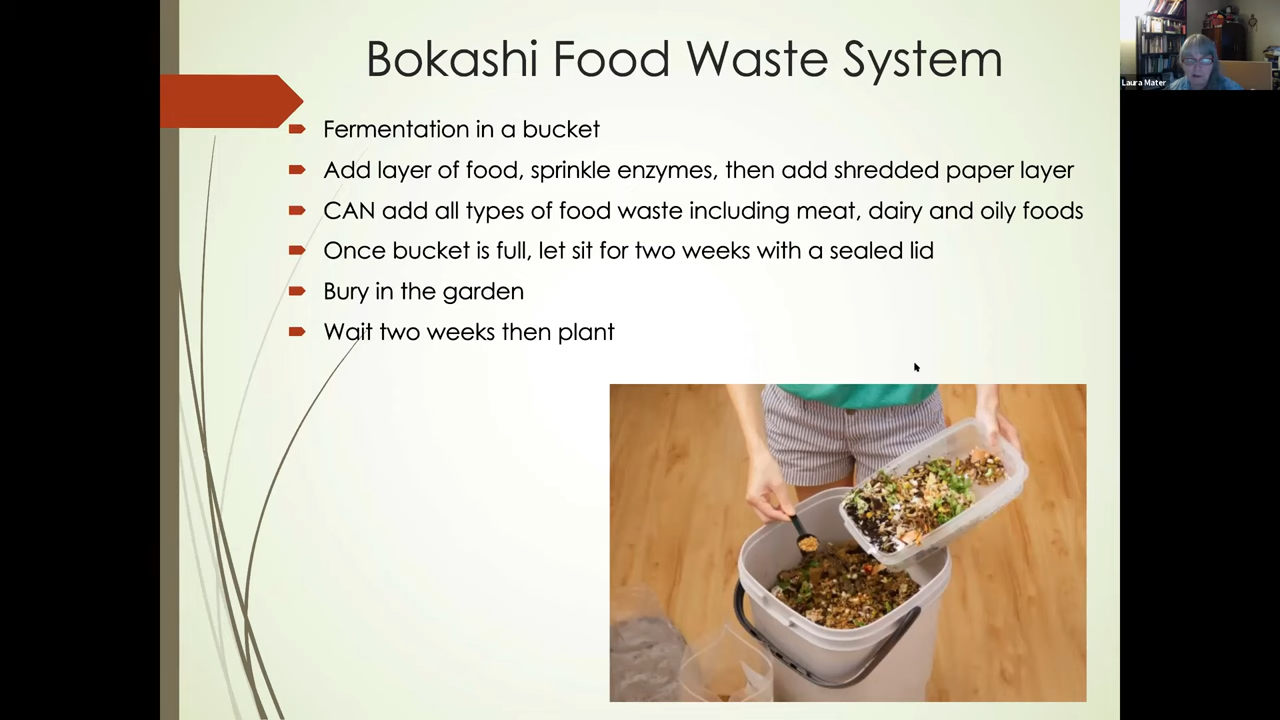 Bokashi Food Waste System
Fermentation in a bucket
Add layer of food, sprinkle enzymes, then add shredded paper layer
CAN add all types of food waste including meat, dairy and oily foods
Once bucket is full, let sit for two weeks with a sealed lid
Bury in the garden
Wait two weeks then plant
Laura Mater